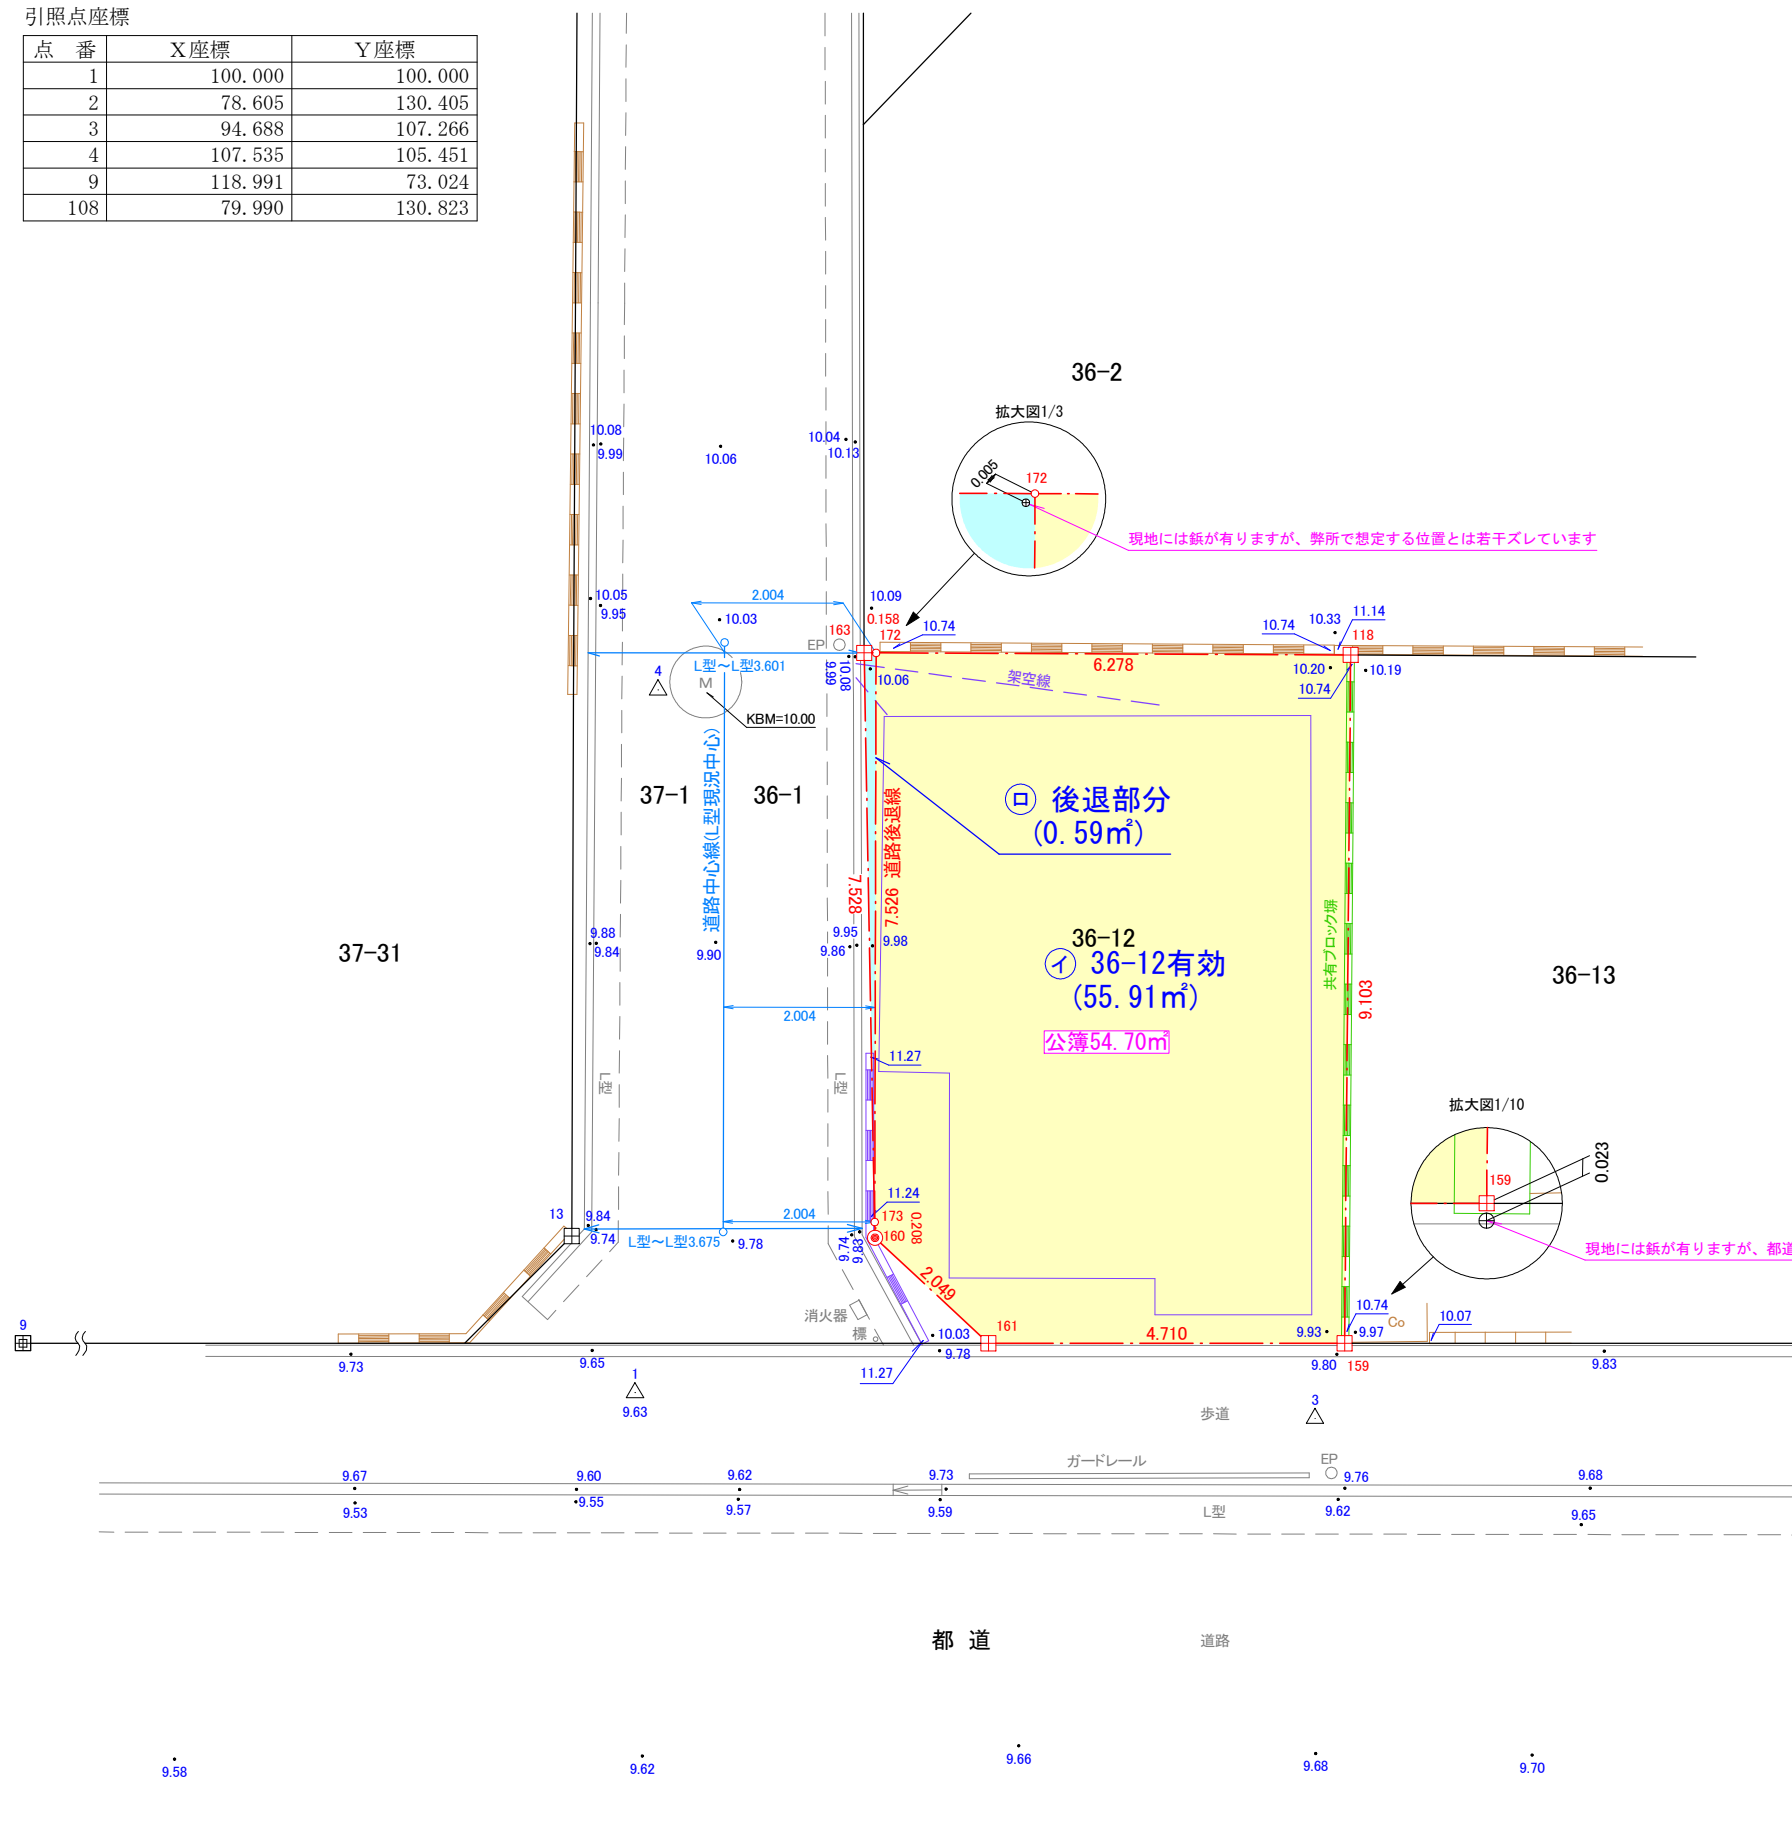 引照点座標
点 番 X座標 Y座標
1 100.000 100.000
2 78.605 130.405
3 94.688 107.266
4 107.535 105.451
9 118.991 73.024
108 79.990 130.823
36-2
拡大図1/3
0.005
172
現地には鋲が有りますが、弊所で想定する位置とは若干ズレています
10.08
9.99
10.06
10.04
10.13
10.05
9.95
2.004
10.03
10.09
0.158
163
172
EP
10.74
10.74
10.33
11.14
118
L型~L型3.601
4
M
KBM=10.00
9.99
10.08
10.06
架空線
6.278
10.20
10.19
10.74
37-1
36-1
道路中心線(L型現況中心)
7.528
7.526 道路後退線
ロ 後退部分
(0.59㎡)
37-31
9.88
9.84
9.90
9.95
9.86
9.98
36-12
イ 36-12有効
(55.91㎡)
公簿54.70㎡
共有ブロック塀
9.103
36-13
2.004
11.27
L型
L型
拡大図1/10
159
0.023
現地には鋲が有りますが、都道
13
9.84
9.74
2.004
L型~L型3.675
9.78
9.74
9.83
11.24
173
160
0.208
2.049
消火器
標
9
10.03
9.78
11.27
161
4.710
9.93
10.74
9.97
Co
10.07
9.73
9.65
9.80
159
9.83
1
9.63
歩道
3
ガードレール
EP
9.67
9.60
9.62
9.73
9.76
9.68
9.53
9.55
9.57
9.59
L型
9.62
9.65
都 道
道路
9.58
9.62
9.66
9.68
9.70